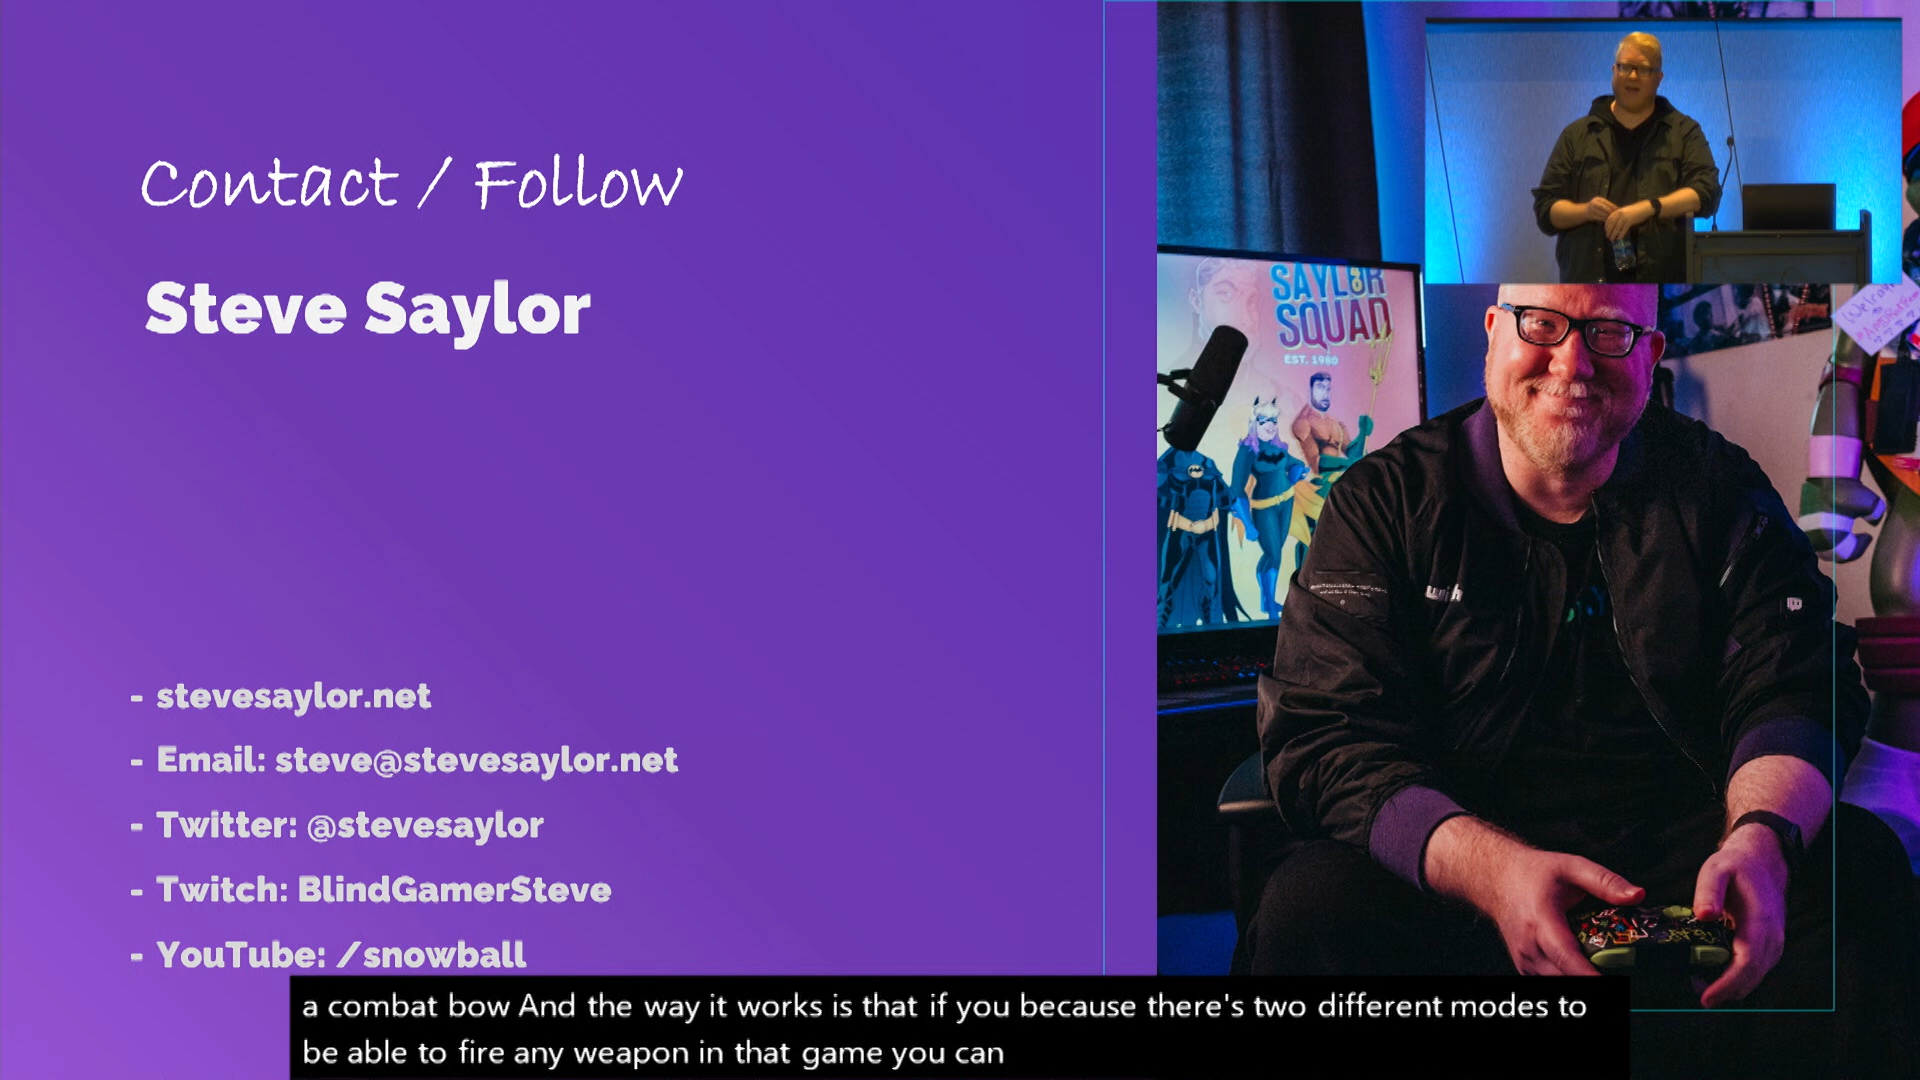 Contact / Follow
Steve Saylor
- stevesaylor.net
- Email: steve@stevesaylor.net
- Twitter: @stevesaylor
- Twitch: BlindGamerSteve
- YouTube: /snowball
SAYLOR
SQUAD
EST. 1980
a combat bow And the way it works is that if you because there's two different modes to
be able to fire any weapon in that game you can